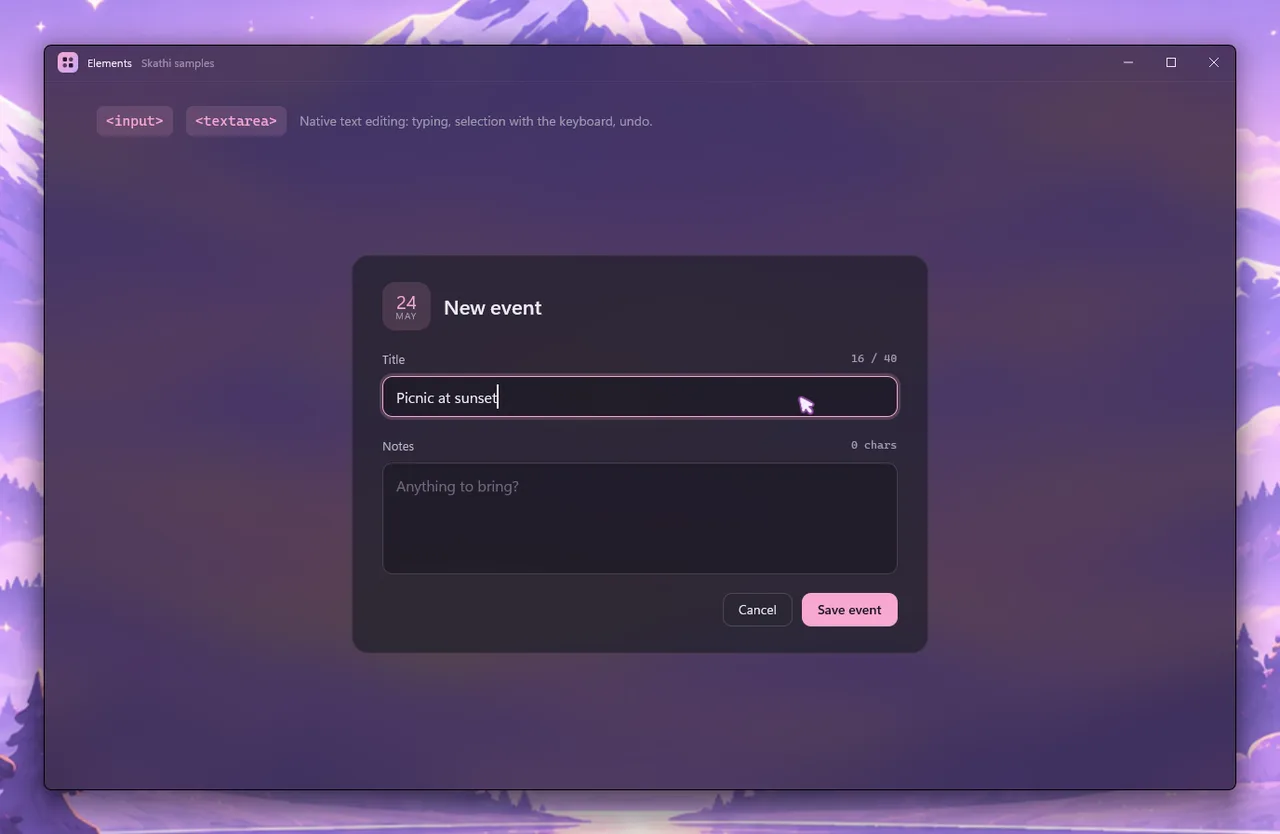 Elements Skathi samples
<input> <textarea> Native text editing: typing, selection with the keyboard, undo.
24
MAY
New event
Title 16 / 40
Picnic at sunset
Notes 0 chars
Anything to bring?
Cancel Save event